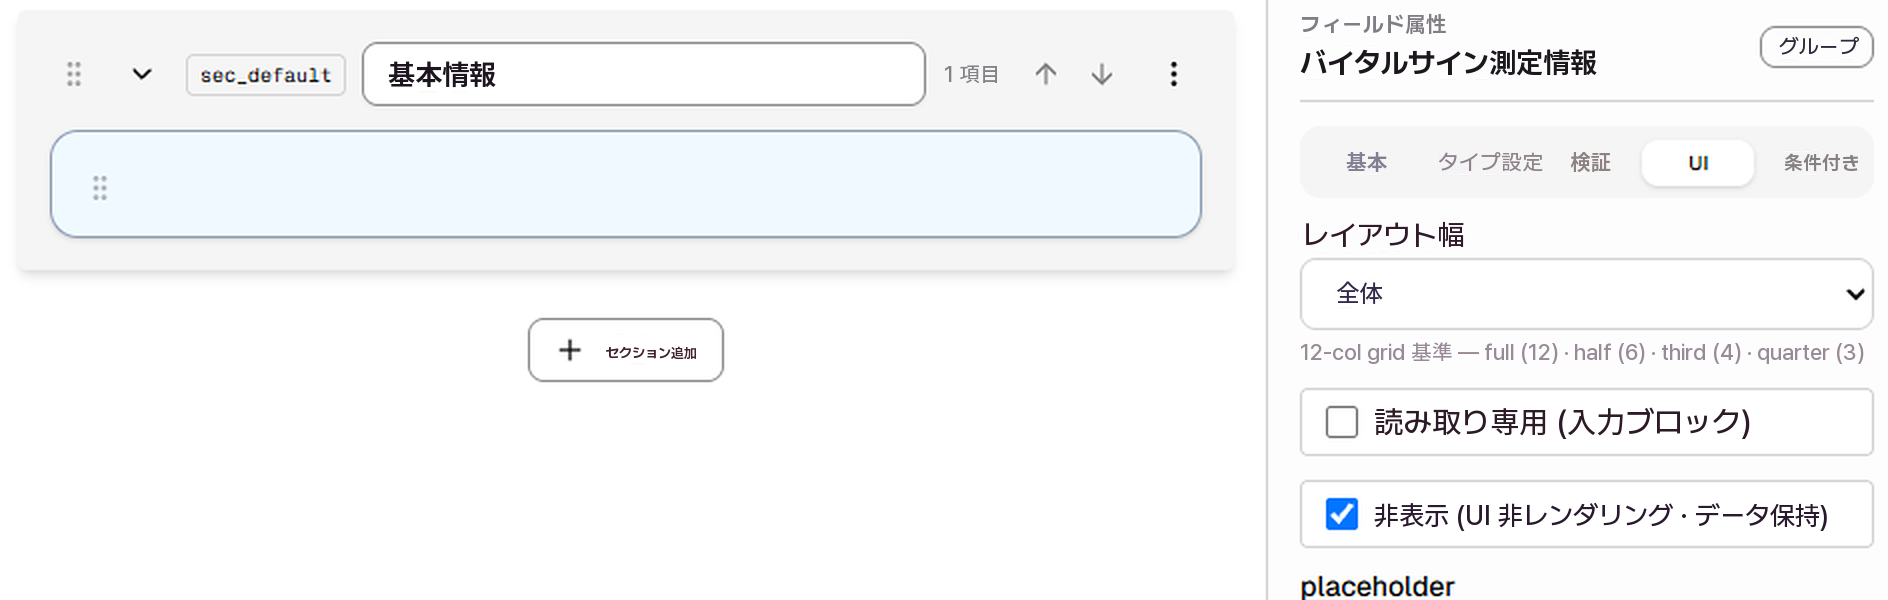 sec_default
基本情報
1 項目
セクション追加
フィールド属性
バイタルサイン測定情報
グループ
基本
タイプ設定
検証
UI
条件付き
レイアウト幅
全体
12-col grid 基準 — full (12) · half (6) · third (4) · quarter (3)
読み取り専用 (入力ブロック)
非表示 (UI 非レンダリング · データ保持)
placeholder